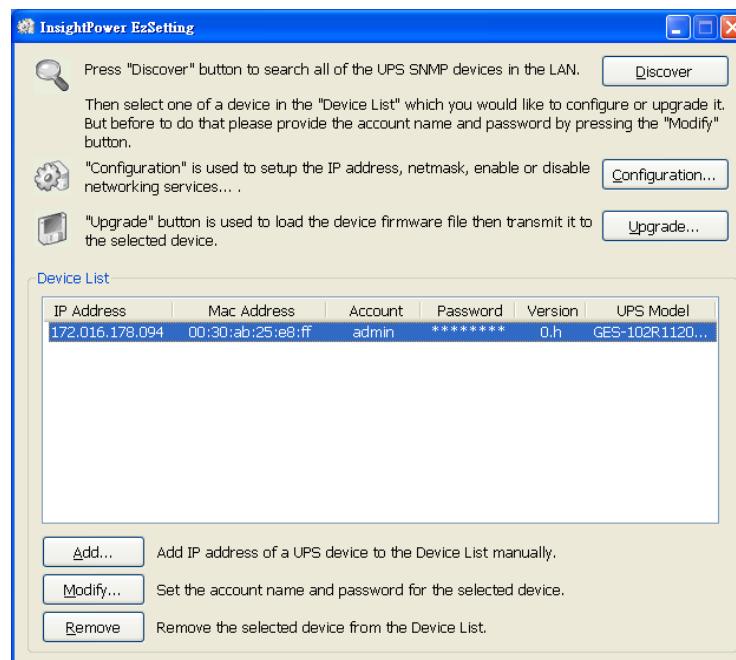 InsightPower EzSetting
Press "Discover" button to search all of the UPS SNMP devices in the LAN.
Discover
Then select one of a device in the "Device List" which you would like to configure or upgrade it.
But before to do that please provide the account name and password by pressing the "Modify"
button.
"Configuration" is used to setup the IP address, netmask, enable or disable
networking services... .
Configuration...
"Upgrade" button is used to load the device firmware file then transmit it to
the selected device.
Upgrade...
Device List
IP Address Mac Address Account Password Version UPS Model
172.016.178.094 00:30:ab:25:e8:ff admin ******** 0.h GES-102R1120...
Add... Add IP address of a UPS device to the Device List manually.
Modify... Set the account name and password for the selected device.
Remove Remove the selected device from the Device List.